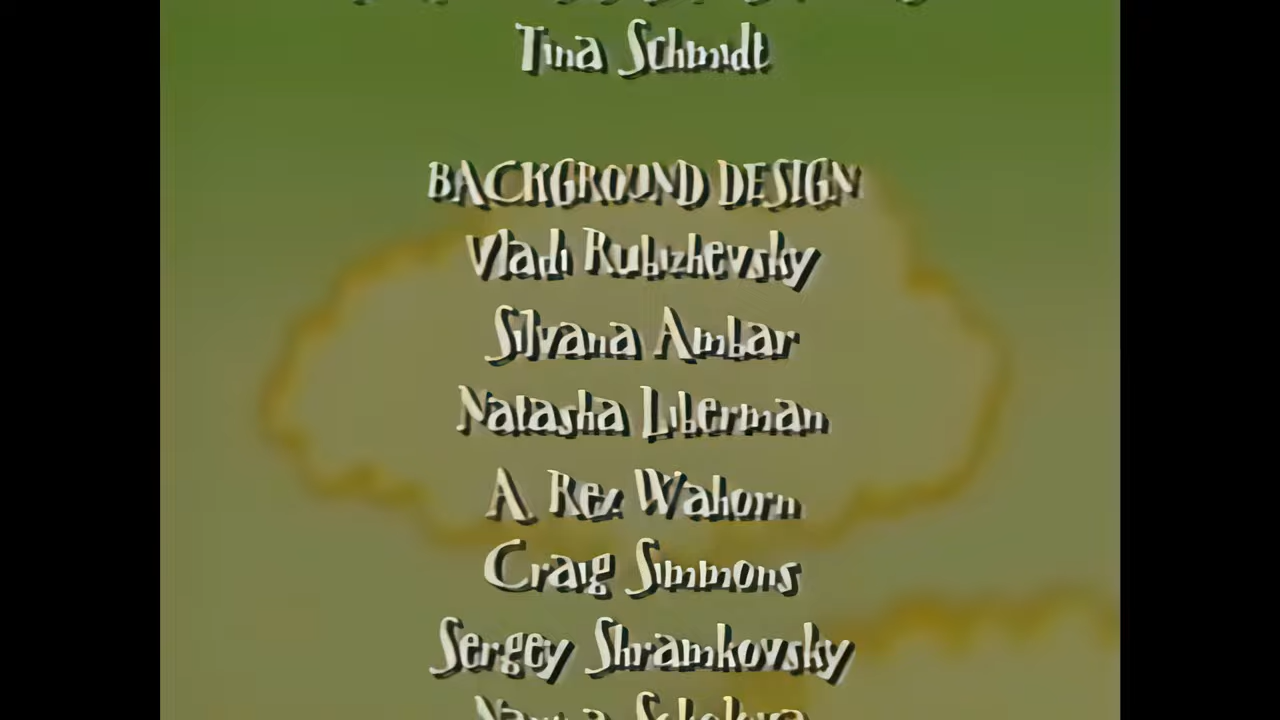 Tina Schmidt
BACKGROUND DESIGN
Vladi Rubizhevsky
Silvana Ambar
Natasha Liberman
A. Rex Wahorn
Craig Simmons
Sergey Shramkovsky